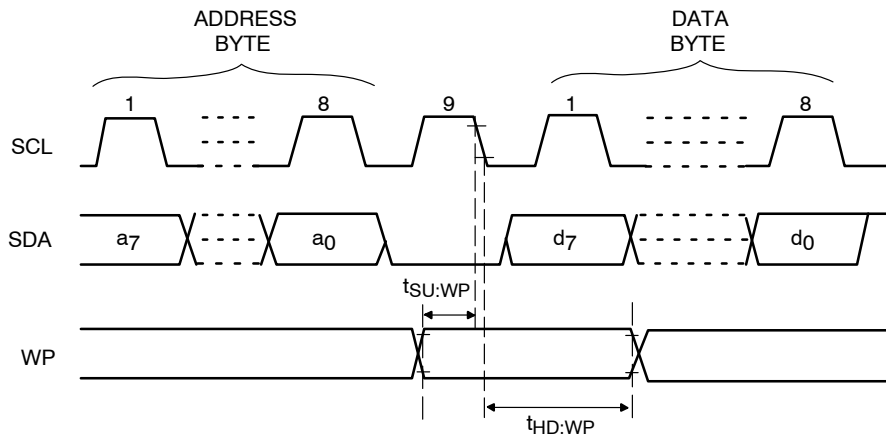 ADDRESS
BYTE
DATA
BYTE
1
8
9
1
8
SCL
SDA
a7
a0
d7
d0
tSU:WP
WP
tHD:WP